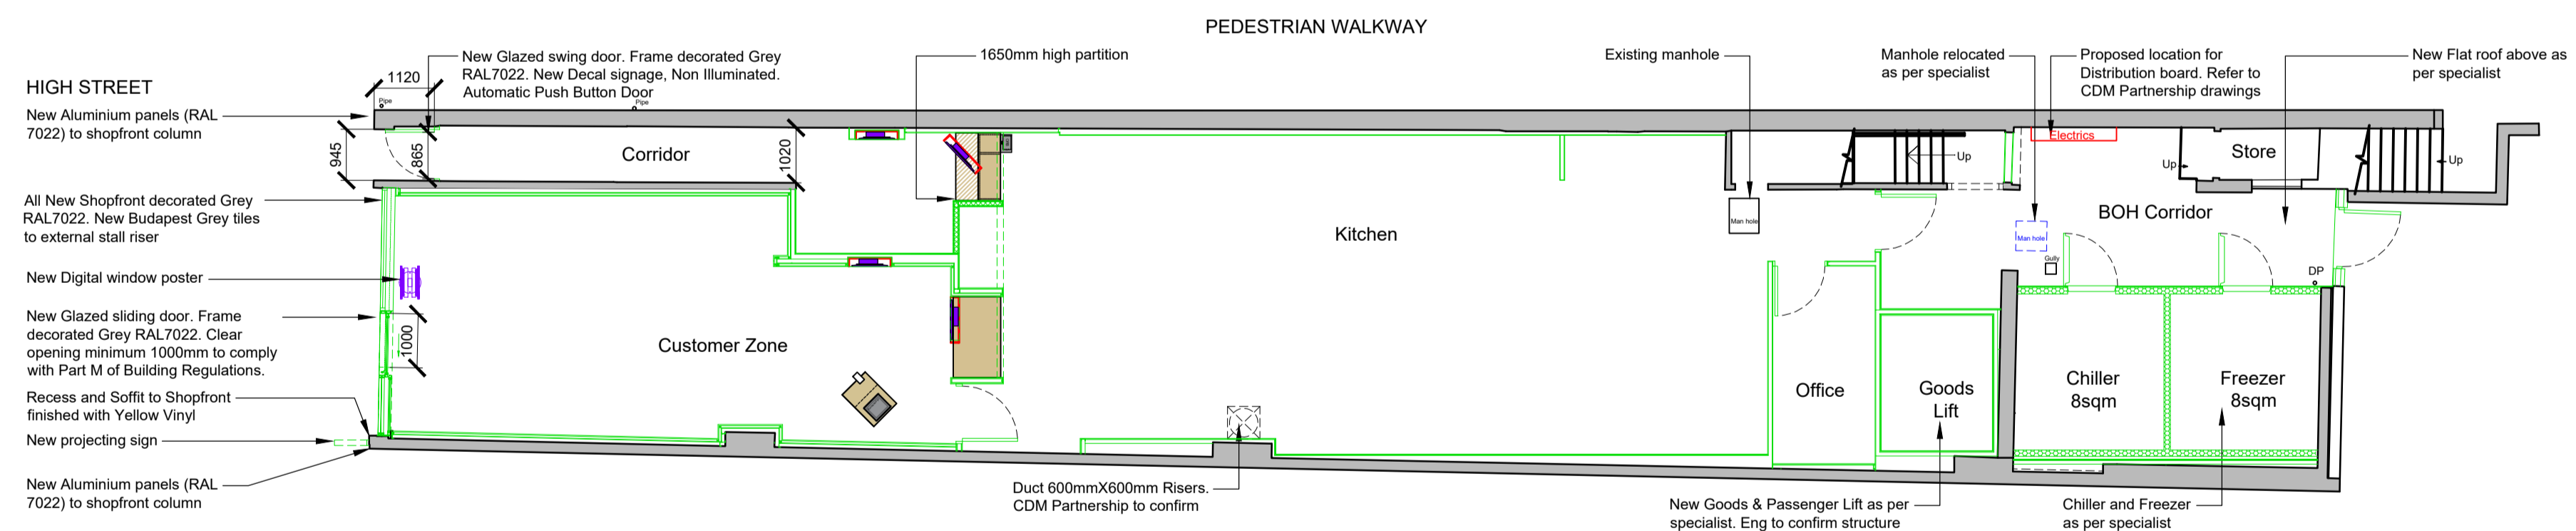 PEDESTRIAN WALKWAY
HIGH STREET
New Aluminium panels (RAL
7022) to shopfront column
1120
New Glazed swing door. Frame decorated Grey
RAL7022. New Decal signage, Non Illuminated.
Automatic Push Button Door
1650mm high partition
Existing manhole
Manhole relocated
as per specialist
Proposed location for
Distribution board. Refer to
CDM Partnership drawings
New Flat roof above as
per specialist
Pipe
Pipe
945
865
Corridor
1020
Electrics
Up
Up
Store
Up
All New Shopfront decorated Grey
RAL7022. New Budapest Grey tiles
to external stall riser
Kitchen
Man hole
Man hole
BOH Corridor
Gully
DP
New Digital window poster
New Glazed sliding door. Frame
decorated Grey RAL7022. Clear
opening minimum 1000mm to comply
with Part M of Building Regulations.
1000
Customer Zone
Office
Goods
Lift
Chiller
8sqm
Freezer
8sqm
Recess and Soffit to Shopfront
finished with Yellow Vinyl
New projecting sign
New Aluminium panels (RAL
7022) to shopfront column
Duct 600mmX600mm Risers.
CDM Partnership to confirm
New Goods & Passenger Lift as per
specialist. Eng to confirm structure
Chiller and Freezer
as per specialist